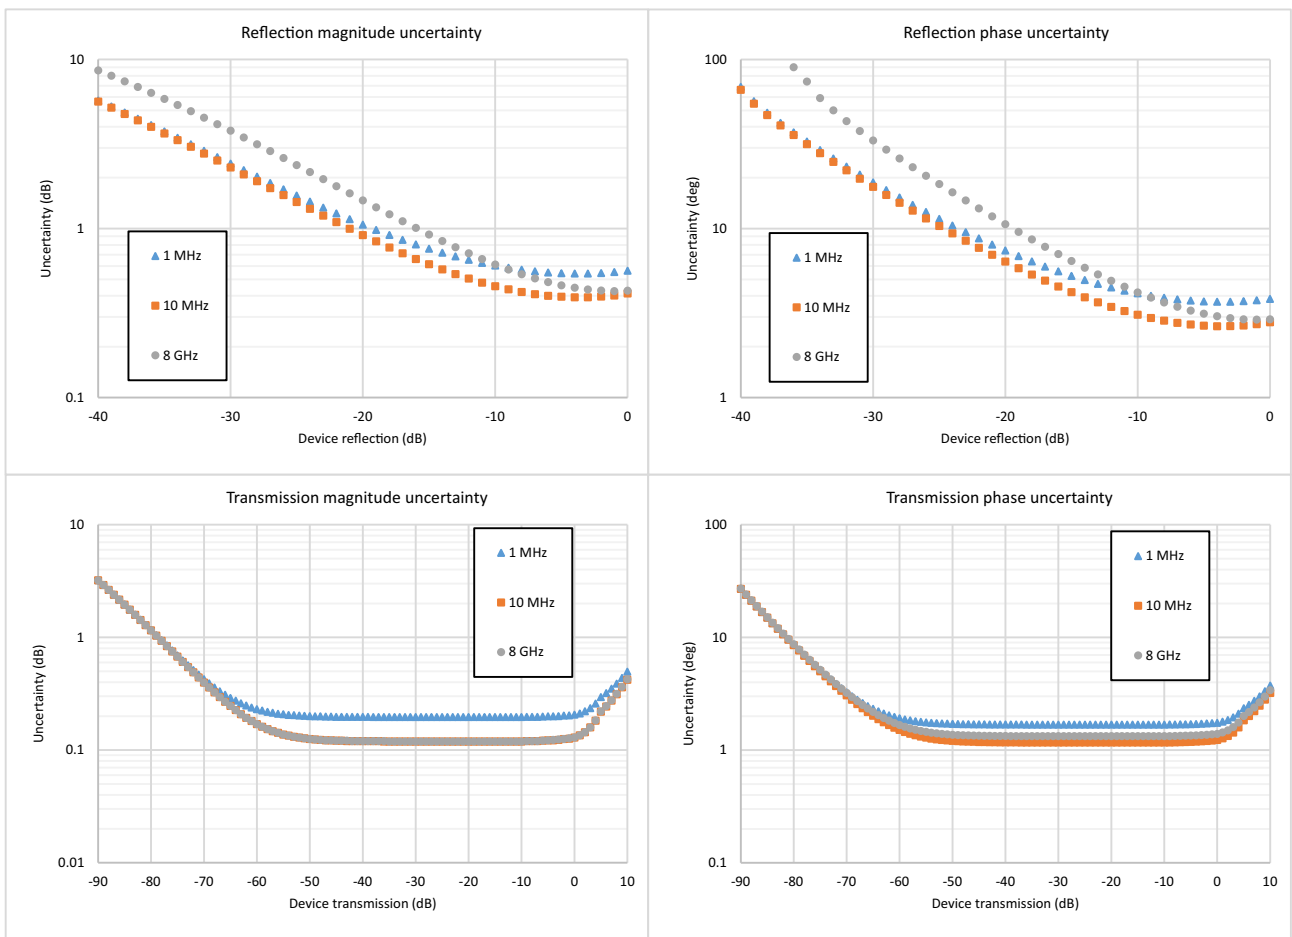 Reflection magnitude uncertainty
10
1
0.1
Uncertainty (dB)
1 MHz
10 MHz
8 GHz
-40 -30 -20 -10 0
Device reflection (dB)
Reflection phase uncertainty
100
10
1
Uncertainty (deg)
1 MHz
10 MHz
8 GHz
-40 -30 -20 -10 0
Device reflection (dB)
Transmission magnitude uncertainty
10
1
0.1
0.01
Uncertainty (dB)
1 MHz
10 MHz
8 GHz
-90 -80 -70 -60 -50 -40 -30 -20 -10 0 10
Device transmission (dB)
Transmission phase uncertainty
100
10
1
0.1
Uncertainty (deg)
1 MHz
10 MHz
8 GHz
-90 -80 -70 -60 -50 -40 -30 -20 -10 0 10
Device transmission (dB)